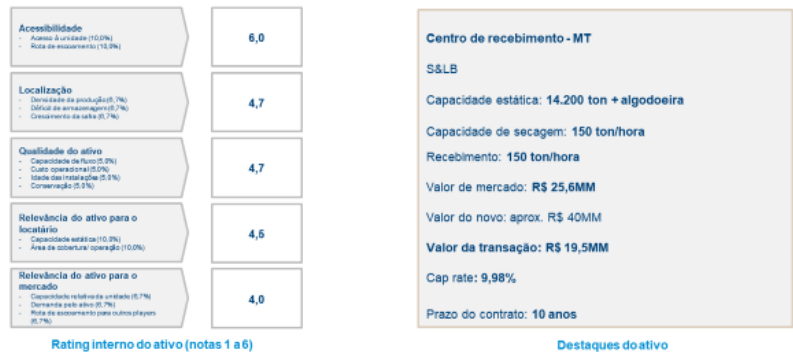 Acessibilidade
- Acesso à unidade (10,0%)
- Rota de escoamento (10,0%)
6,0
Localização
- Densidade da produção (6,7%)
- Déficit de armazenagem (6,7%)
- Crescimento da safra (6,7%)
4,7
Qualidade do ativo
- Capacidade de fluxo (5,0%)
- Custo operacional (5,0%)
- Idade das instalações (5,0%)
- Conservação (5,0%)
4,7
Relevância do ativo para o
locatário
- Capacidade estática (10,0%)
- Área de cobertura/ operação (10,0%)
4,5
Relevância do ativo para o
mercado
- Capacidade relativa da unidade (6,7%)
- Demanda pelo ativo (6,7%)
- Rota de escoamento para outros players
(6,7%)
4,0
Rating interno do ativo (notas 1 a 6)
Centro de recebimento - MT
S&LB
Capacidade estática: 14.200 ton + algodoeira
Capacidade de secagem: 150 ton/hora
Recebimento: 150 ton/hora
Valor de mercado: R$ 25,6MM
Valor do novo: aprox. R$ 40MM
Valor da transação: R$ 19,5MM
Cap rate: 9,98%
Prazo do contrato: 10 anos
Destaques do ativo